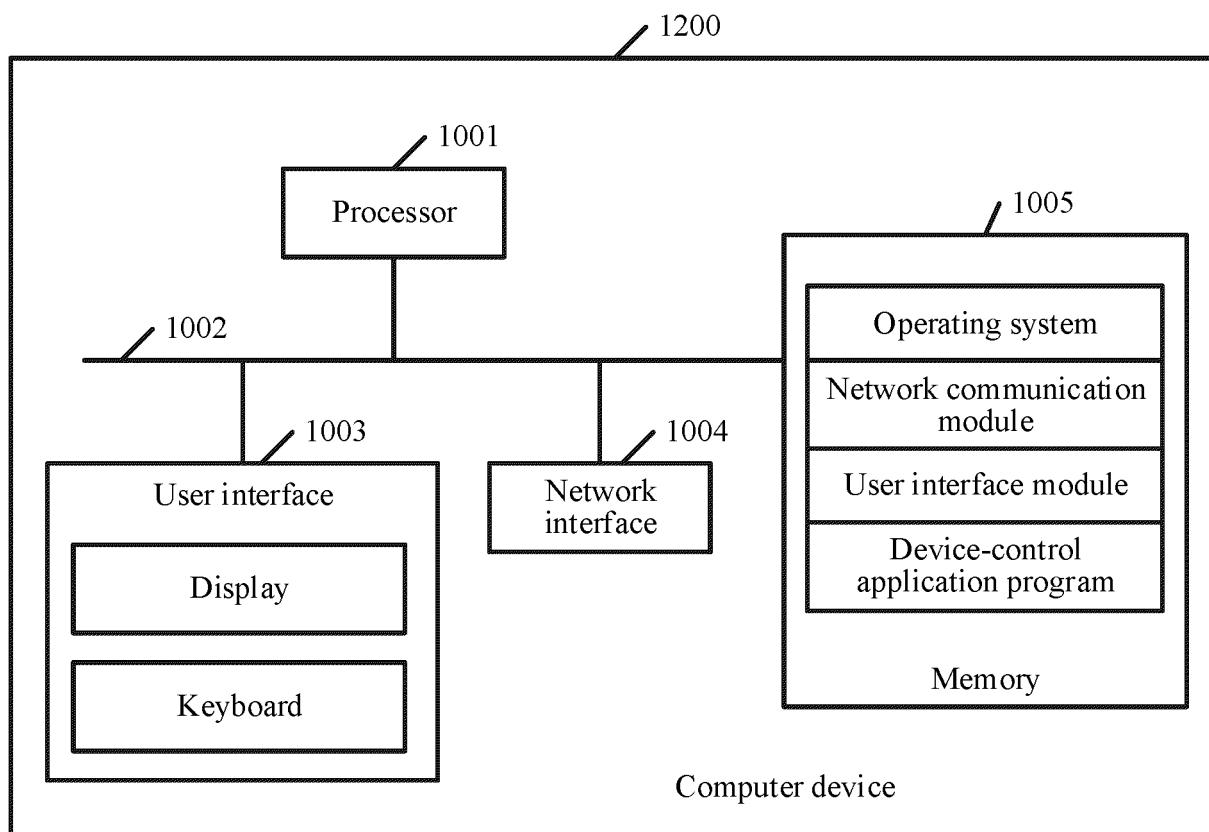 1200
1001
Processor
1005
Operating system
Network communication
module
User interface module
Device-control
application program
Memory
1002
1003
User interface
Display
Keyboard
1004
Network
interface
Computer device